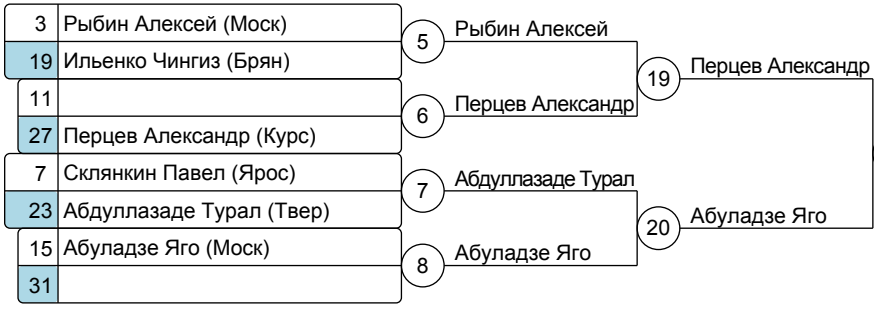 3 Рыбин Алексей (Моск)
19 Ильенко Чингиз (Брян)
11
27 Перцев Александр (Курс)
7 Склянкин Павел (Ярос)
23 Абдуллазаде Турал (Твер)
15 Абуладзе Яго (Моск)
31
5 Рыбин Алексей
6 Перцев Александр
7 Абдуллазаде Турал
8 Абуладзе Яго
19 Перцев Александр
20 Абуладзе Яго